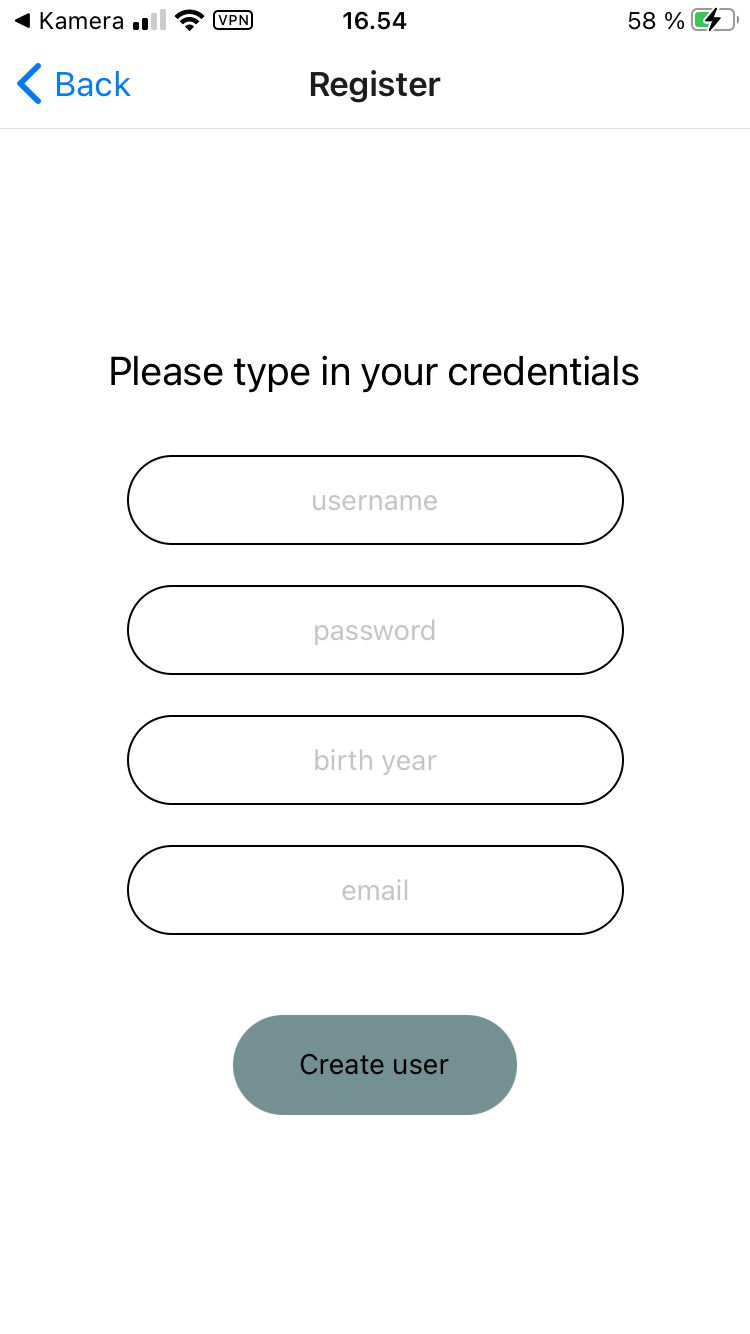 Kamera VPN 16.54 58 %
Back Register
Please type in your credentials
username
password
birth year
email
Create user